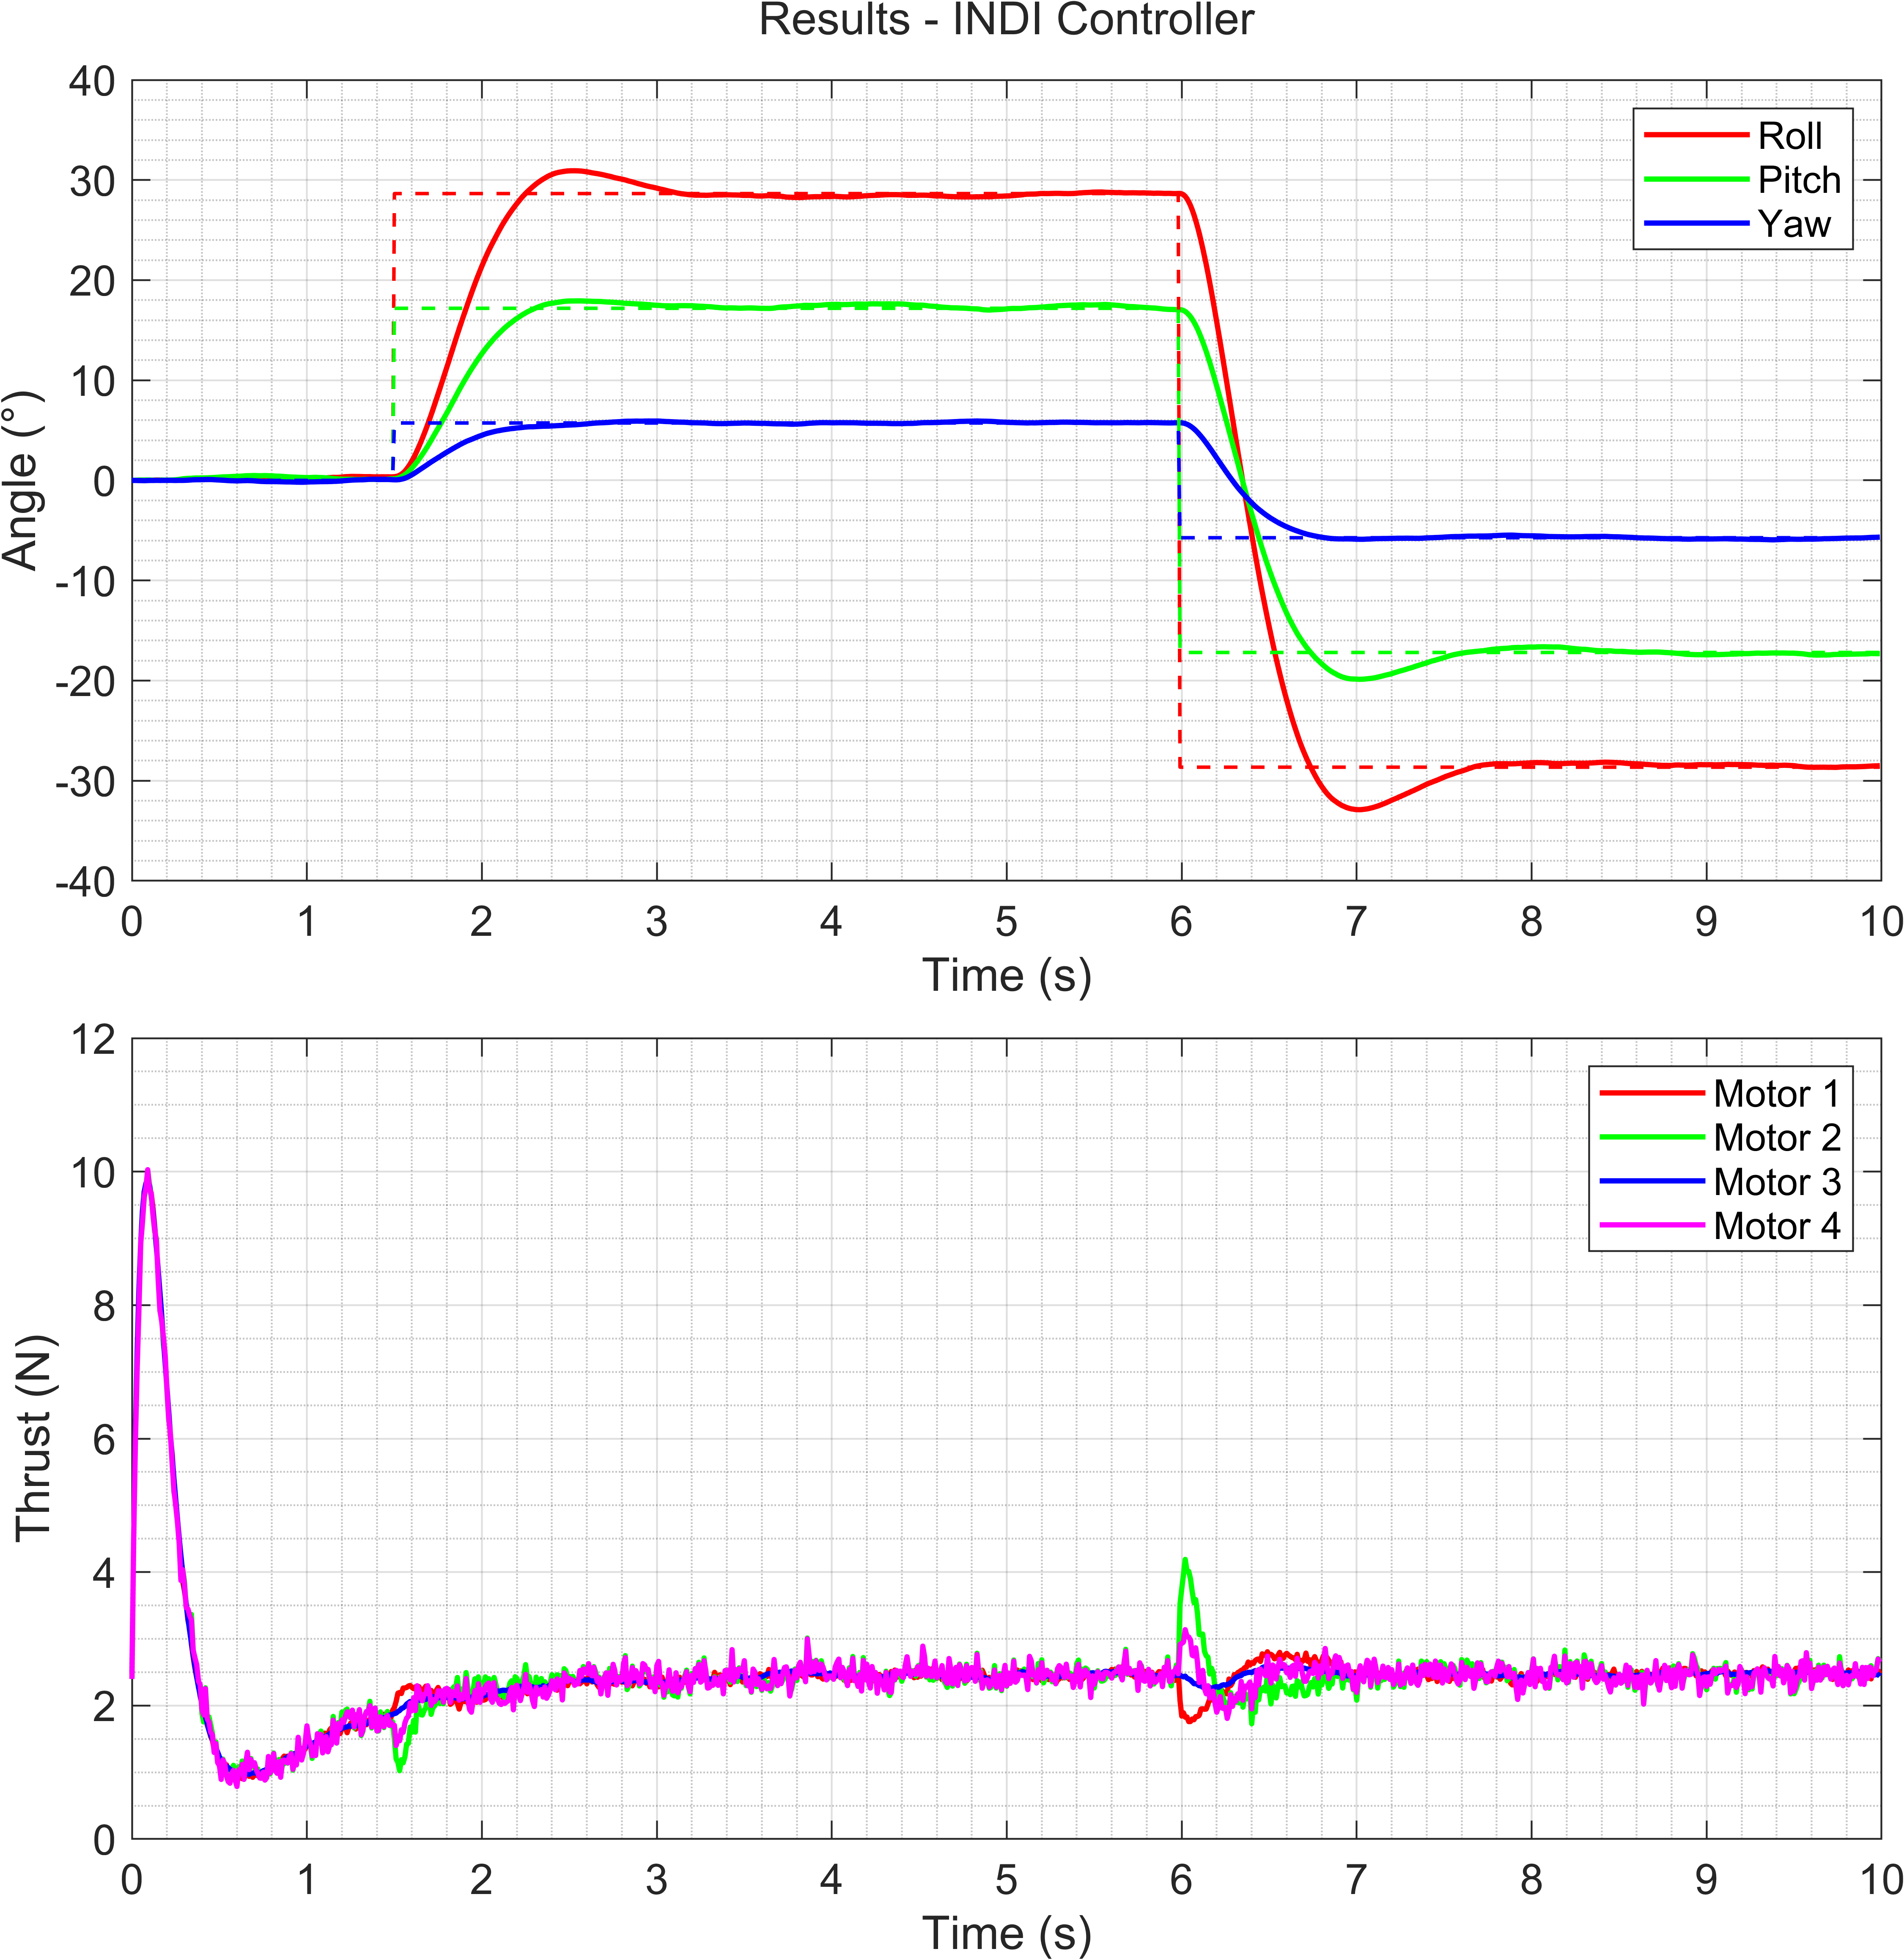 Results - INDI Controller
40
30
20
10
0
-10
-20
-30
-40
Angle (°)
Roll
Pitch
Yaw
0 1 2 3 4 5 6 7 8 9 10
Time (s)
12
10
8
6
4
2
0
Thrust (N)
Motor 1
Motor 2
Motor 3
Motor 4
0 1 2 3 4 5 6 7 8 9 10
Time (s)